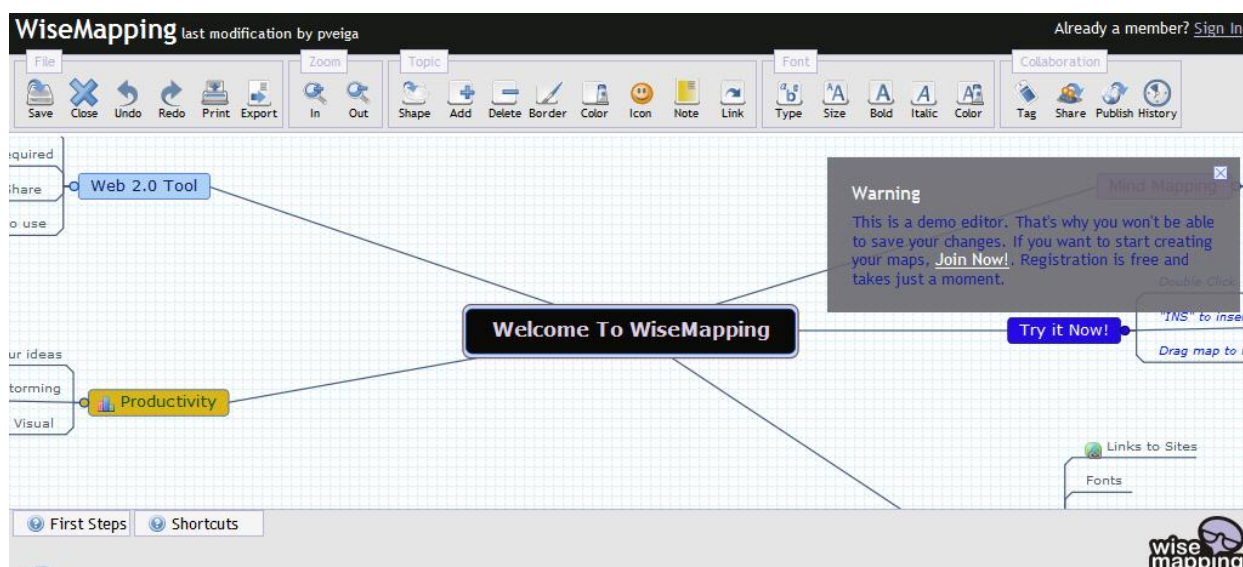 WiseMapping last modification by pveiga
Already a member? Sign In
File
Zoom
Topic
Font
Collaboration
Save Close Undo Redo Print Export
In Out
Shape Add Delete Border Color Icon Note Link
Type Size Bold Italic Color
Tag Share Publish History
equired
Share
o use
Web 2.0 Tool
Mind Mapping
Warning
This is a demo editor. That's why you won't be able
to save your changes. If you want to start creating
your maps, Join Now!. Registration is free and
takes just a moment.
Double Click
"INS" to inse
Drag map to
Welcome To WiseMapping
Try it Now!
ur ideas
torming
Visual
Productivity
Links to Sites
Fonts
First Steps
Shortcuts
wise
mapping